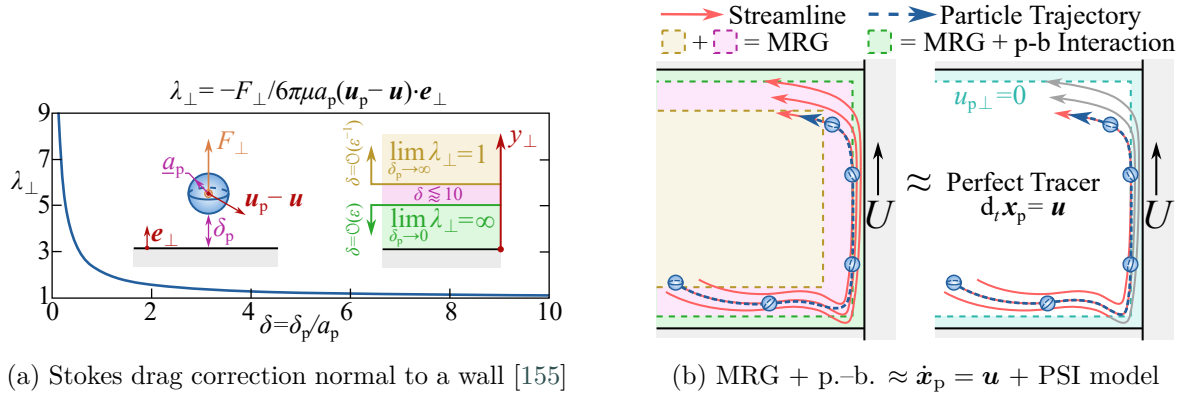 Streamline
Particle Trajectory
+ = MRG
= MRG + p-b Interaction
λ⊥ = −F⊥/6πμaₚ(𝒖ₚ− 𝒖)·𝒆⊥
9
7
5
3
1
λ⊥
F⊥
aₚ
𝒖ₚ− 𝒖
δₚ
𝒆⊥
δ=𝒪(ε⁻¹)
lim λ⊥=1
δₚ→∞
δ ≲ 10
δ=𝒪(ε)
lim λ⊥=∞
δₚ→0
y⊥
2
4
6
8
10
δ=δₚ/aₚ
U
≈
uₚ⊥=0
Perfect Tracer
dₜ𝒙ₚ= 𝒖
U
(a) Stokes drag correction normal to a wall [155]
(b) MRG + p.–b. ≈ 𝒙̇ₚ = 𝒖 + PSI model